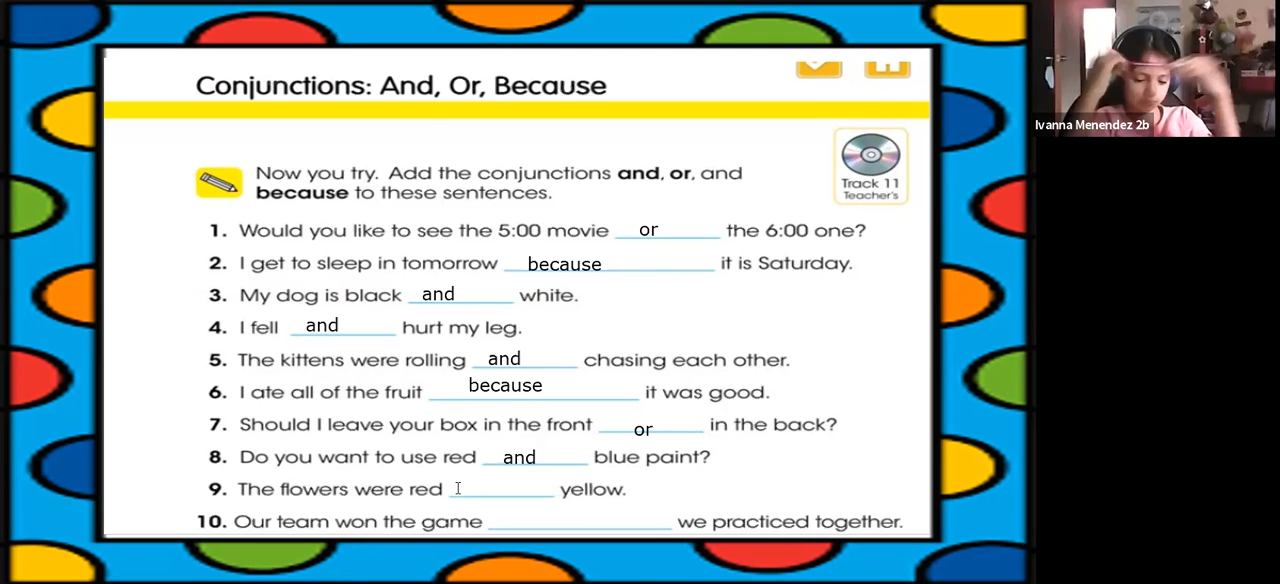 Conjunctions: And, Or, Because
Now you try. Add the conjunctions and, or, and
because to these sentences.
Track 11
Teacher's
1. Would you like to see the 5:00 movie or the 6:00 one?
2. I get to sleep in tomorrow because it is Saturday.
3. My dog is black and white.
4. I fell and hurt my leg.
5. The kittens were rolling and chasing each other.
6. I ate all of the fruit because it was good.
7. Should I leave your box in the front or in the back?
8. Do you want to use red and blue paint?
9. The flowers were red ______ yellow.
10. Our team won the game ______ we practiced together.
Ivanna Menendez 2b